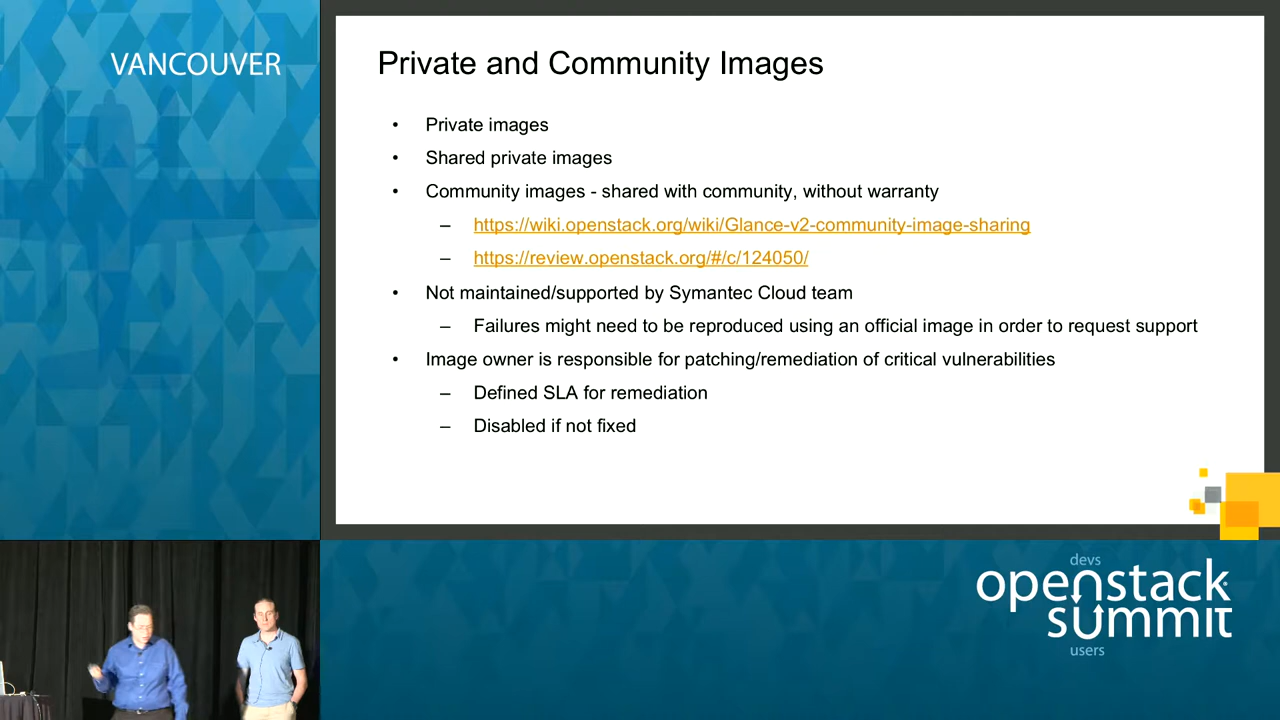 VANCOUVER
Private and Community Images
• Private images
• Shared private images
• Community images - shared with community, without warranty
– https://wiki.openstack.org/wiki/Glance-v2-community-image-sharing
– https://review.openstack.org/#/c/124050/
• Not maintained/supported by Symantec Cloud team
– Failures might need to be reproduced using an official image in order to request support
• Image owner is responsible for patching/remediation of critical vulnerabilities
– Defined SLA for remediation
– Disabled if not fixed
devs
openstack
summit
users